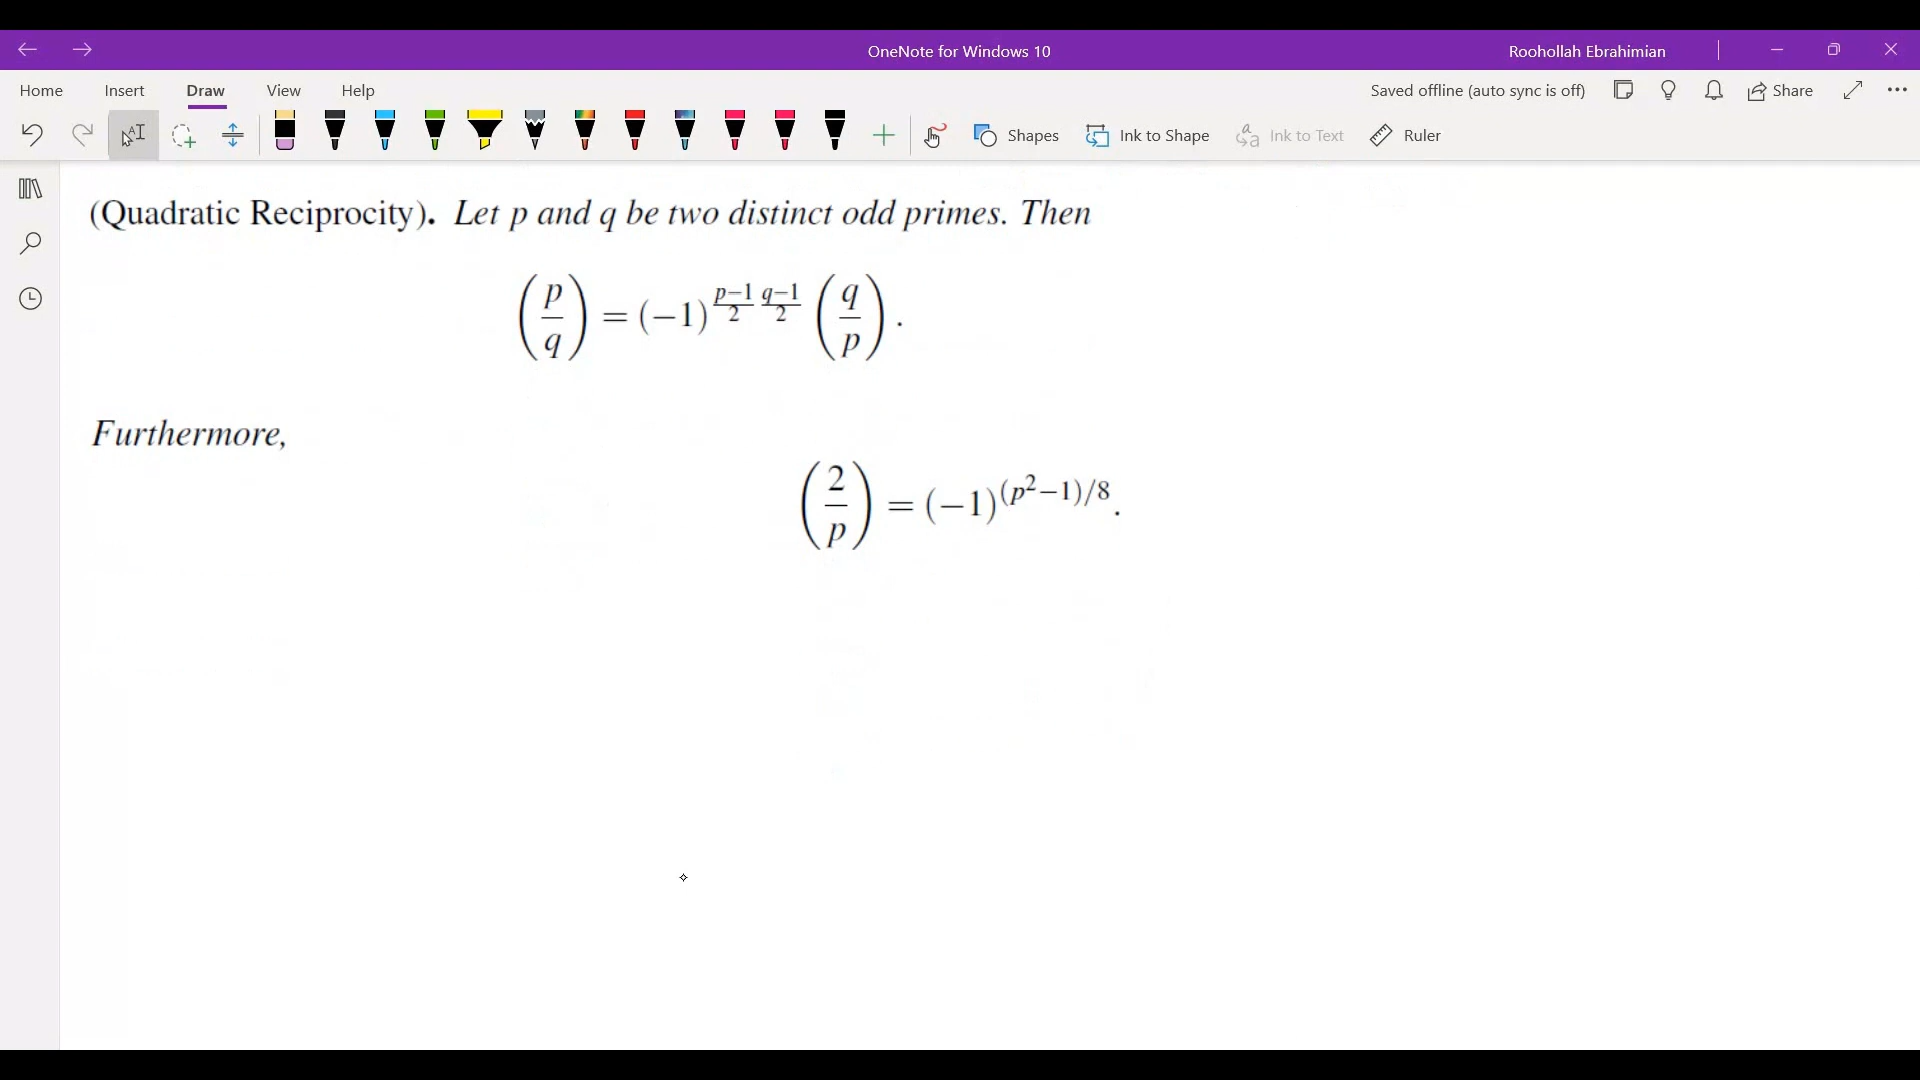 OneNote for Windows 10
Roohollah Ebrahimian
Home Insert Draw View Help
Saved offline (auto sync is off)
Share
Shapes
Ink to Shape
Ink to Text
Ruler
(Quadratic Reciprocity). Let p and q be two distinct odd primes. Then
(p/q) = (−1)^{(p−1)/2 (q−1)/2} (q/p).
Furthermore,
(2/p) = (−1)^{(p²−1)/8}.